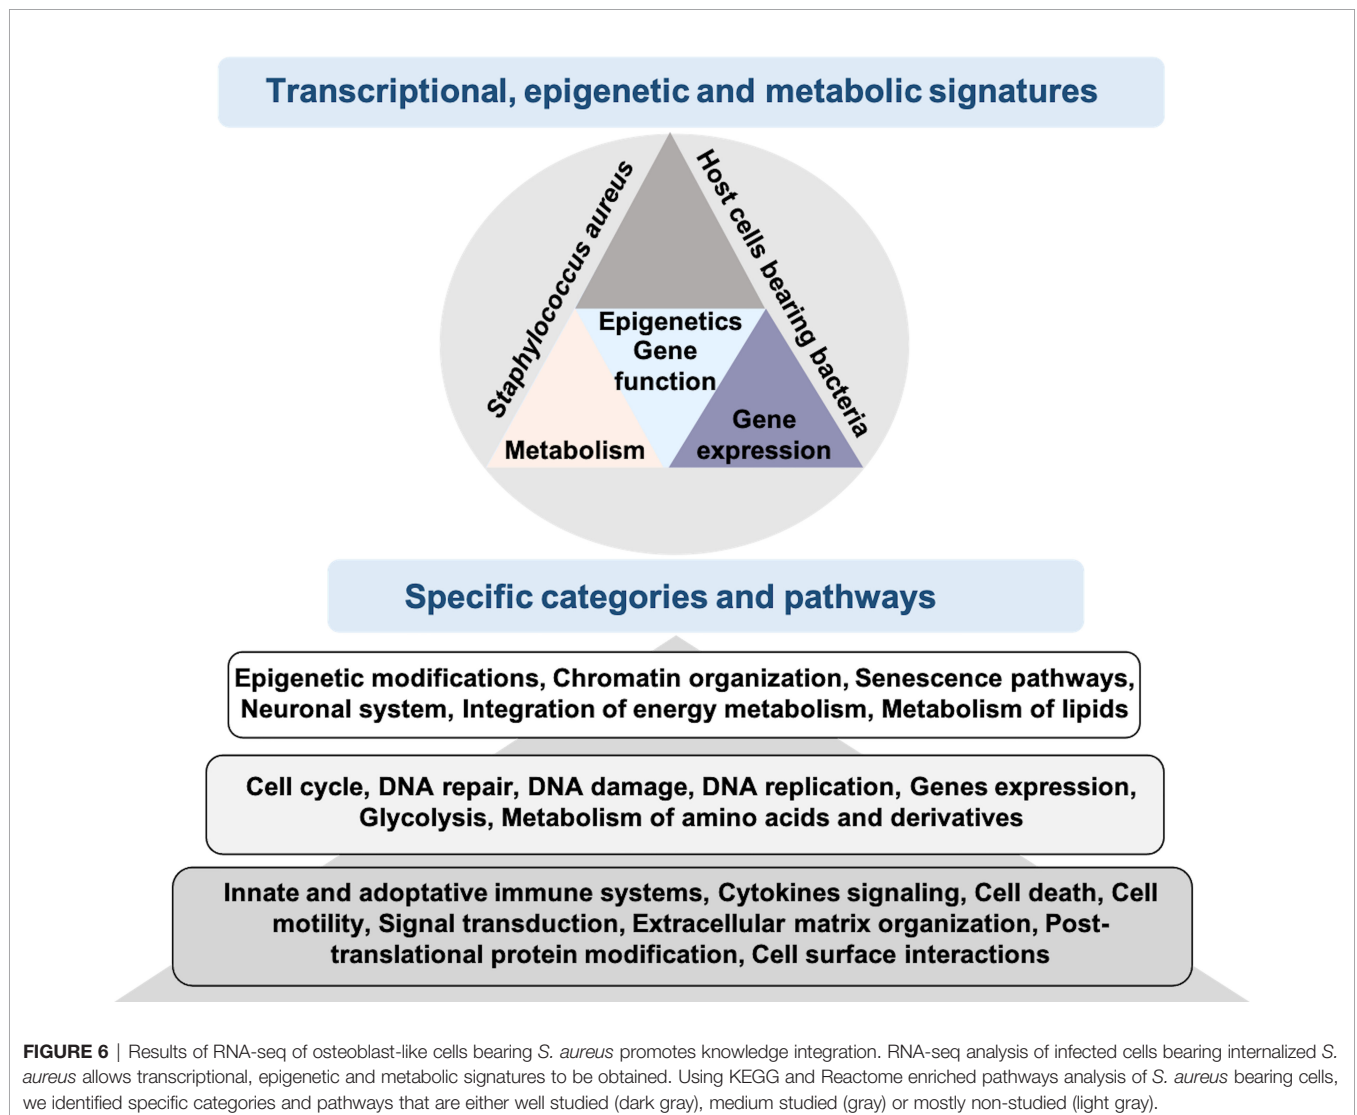 Transcriptional, epigenetic and metabolic signatures
Staphylococcus aureus
Host cells bearing bacteria
Epigenetics
Gene
function
Metabolism
Gene
expression
Specific categories and pathways
Epigenetic modifications, Chromatin organization, Senescence pathways,
Neuronal system, Integration of energy metabolism, Metabolism of lipids
Cell cycle, DNA repair, DNA damage, DNA replication, Genes expression,
Glycolysis, Metabolism of amino acids and derivatives
Innate and adoptative immune systems, Cytokines signaling, Cell death, Cell
motility, Signal transduction, Extracellular matrix organization, Post-
translational protein modification, Cell surface interactions
FIGURE 6 | Results of RNA-seq of osteoblast-like cells bearing S. aureus promotes knowledge integration. RNA-seq analysis of infected cells bearing internalized S.
aureus allows transcriptional, epigenetic and metabolic signatures to be obtained. Using KEGG and Reactome enriched pathways analysis of S. aureus bearing cells,
we identified specific categories and pathways that are either well studied (dark gray), medium studied (gray) or mostly non-studied (light gray).